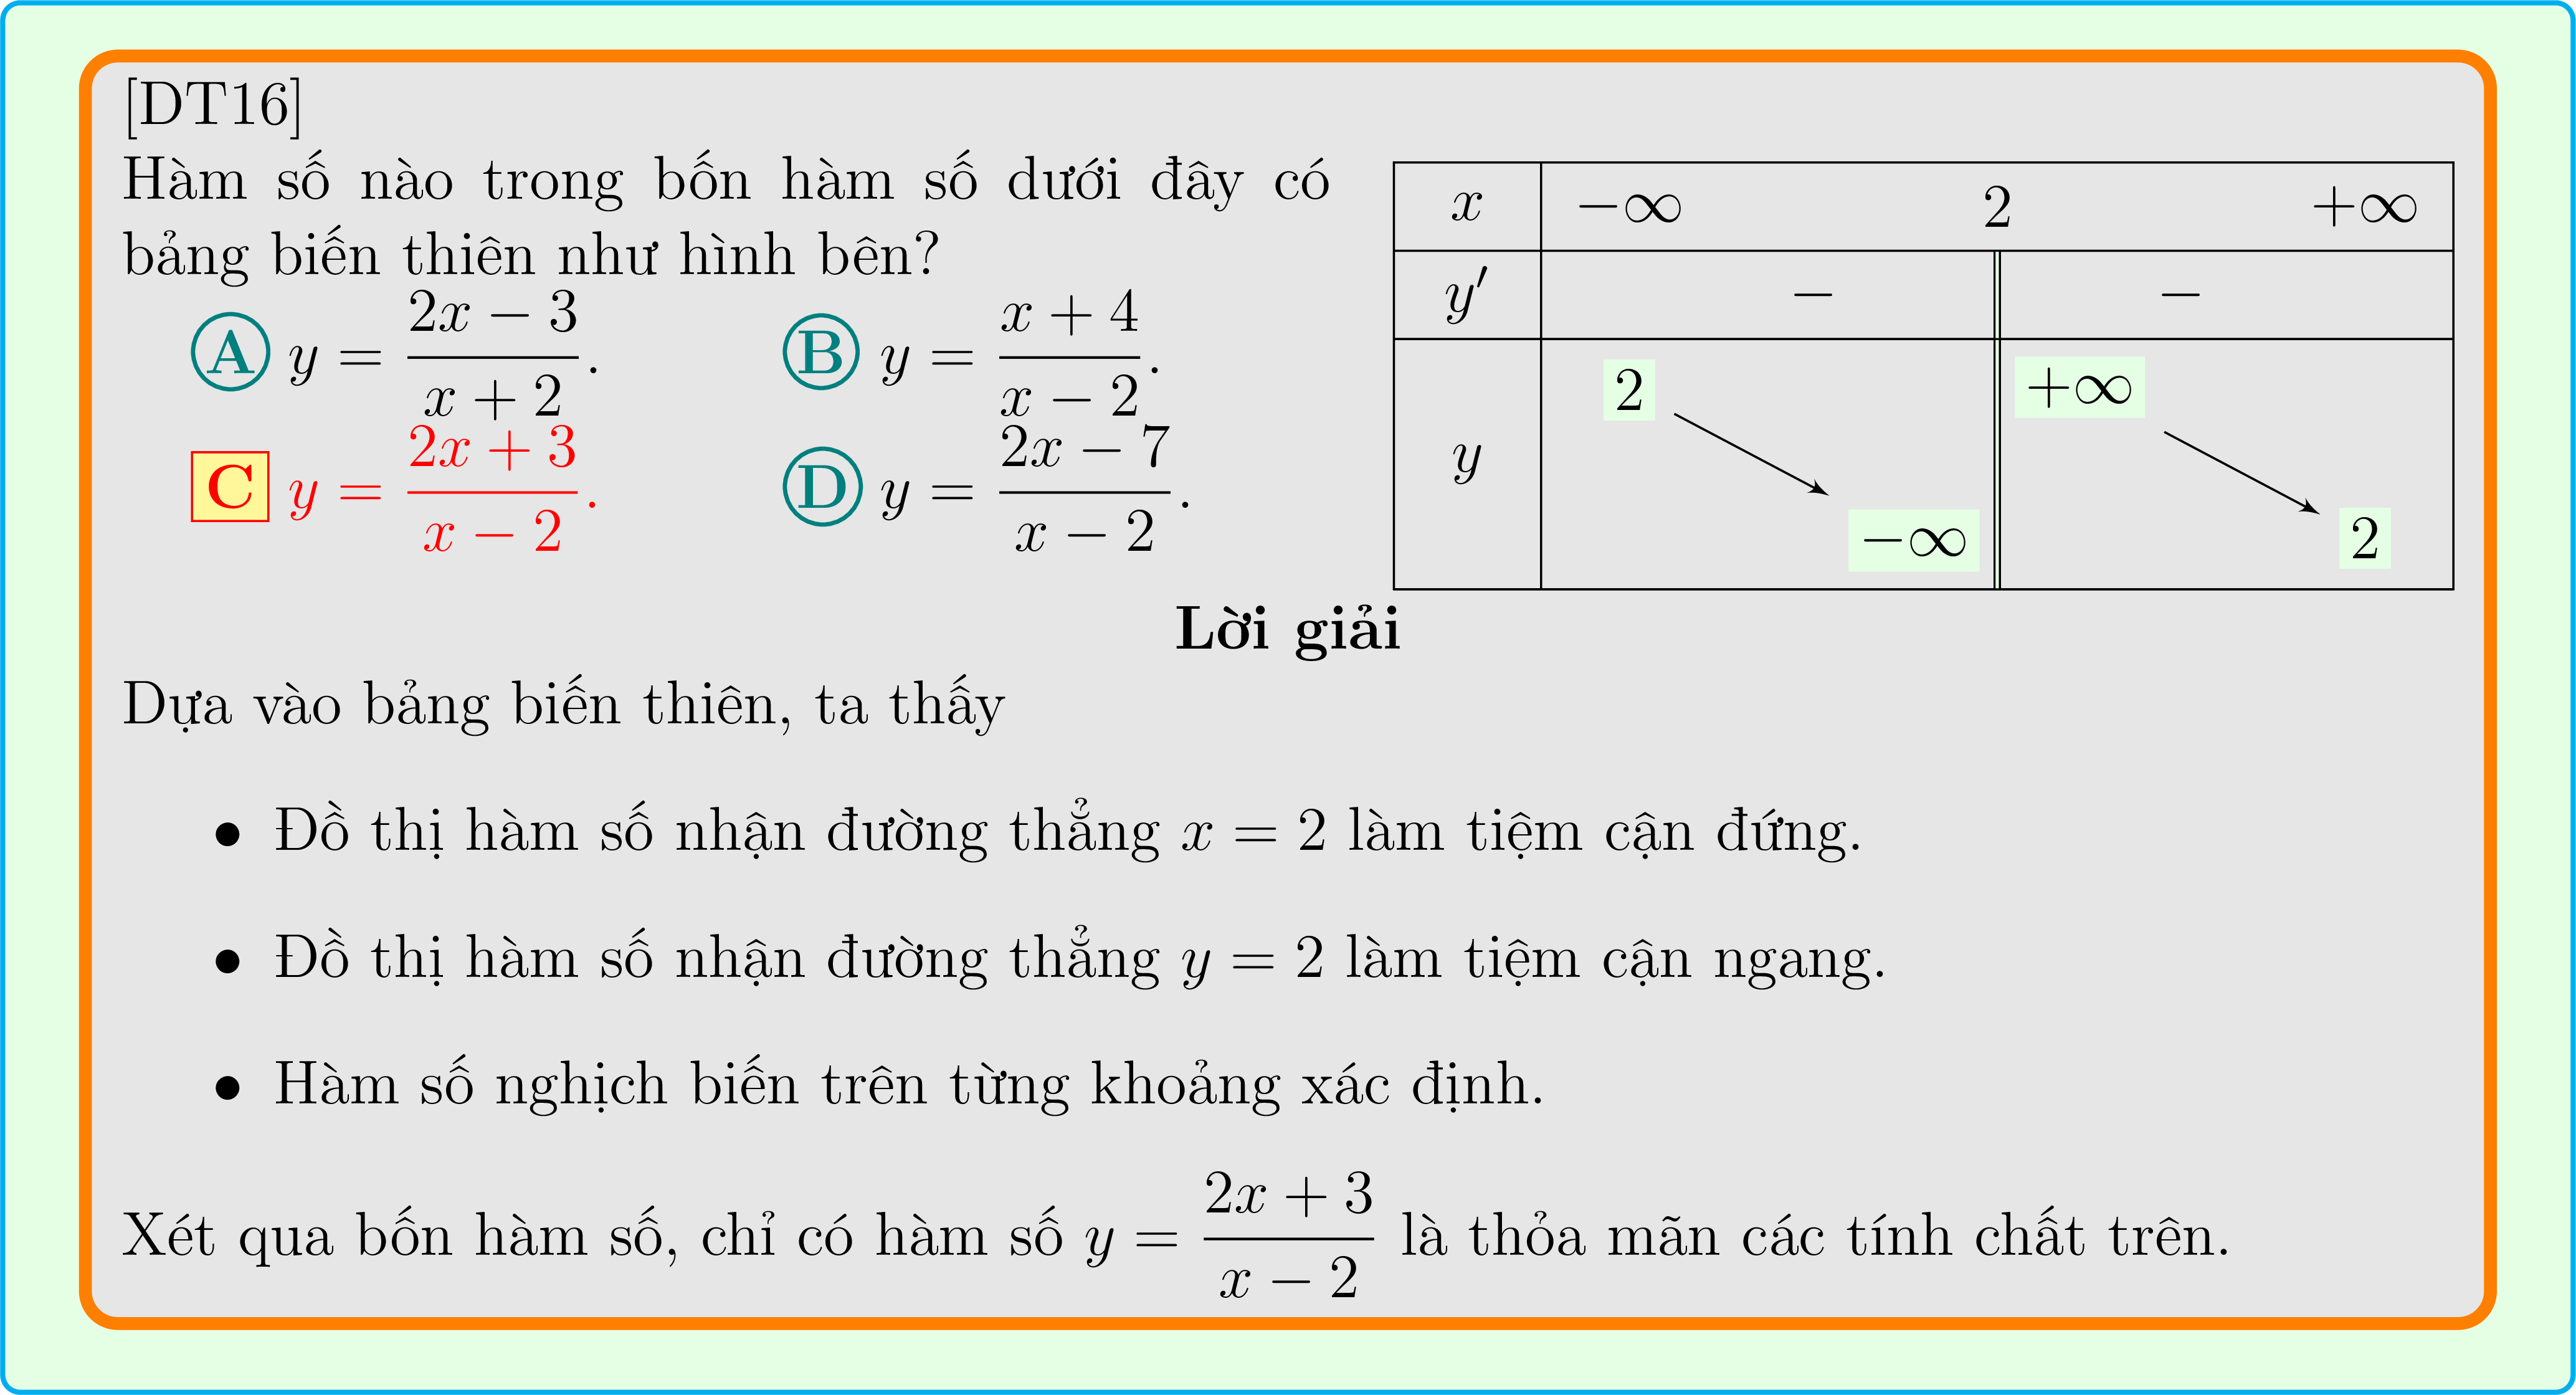 [DT16]
Hàm số nào trong bốn hàm số dưới đây có
bảng biến thiên như hình bên?
A y = \frac{2x - 3}{x + 2}. B y = \frac{x + 4}{x - 2}.
C y = \frac{2x + 3}{x - 2}. D y = \frac{2x - 7}{x - 2}.
x −∞ 2 +∞
y′ − −
y 2 −∞ +∞ 2
Lời giải
Dựa vào bảng biến thiên, ta thấy
• Đồ thị hàm số nhận đường thẳng x = 2 làm tiệm cận đứng.
• Đồ thị hàm số nhận đường thẳng y = 2 làm tiệm cận ngang.
• Hàm số nghịch biến trên từng khoảng xác định.
Xét qua bốn hàm số, chỉ có hàm số y = \frac{2x + 3}{x - 2} là thỏa mãn các tính chất trên.